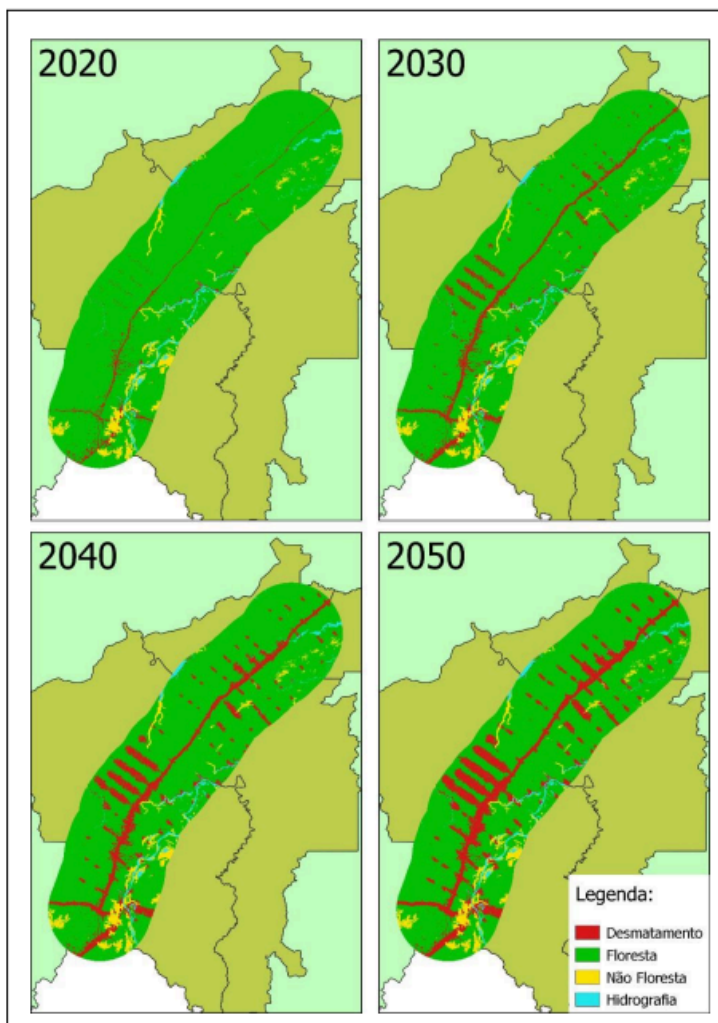 2020
2030
2040
2050
Legenda:
Desmatamento
Floresta
Não Floresta
Hidrografia